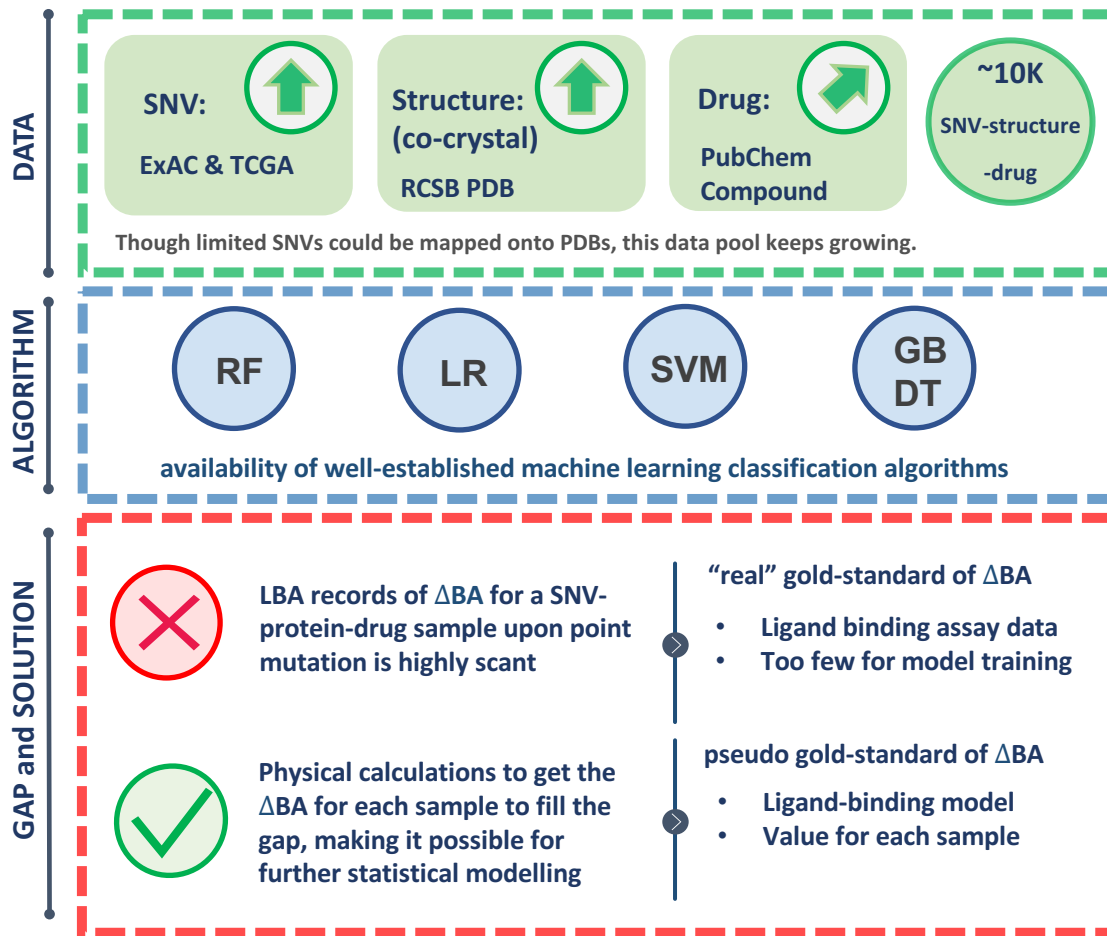 DATA
SNV:
ExAC & TCGA
Structure:
(co-crystal)
RCSB PDB
Drug:
PubChem
Compound
~10K
SNV-structure
-drug
Though limited SNVs could be mapped onto PDBs, this data pool keeps growing.
ALGORITHM
RF
LR
SVM
GB
DT
availability of well-established machine learning classification algorithms
GAP and SOLUTION
LBA records of ΔBA for a SNV-
protein-drug sample upon point
mutation is highly scant
“real” gold-standard of ΔBA
• Ligand binding assay data
• Too few for model training
Physical calculations to get the
ΔBA for each sample to fill the
gap, making it possible for
further statistical modelling
pseudo gold-standard of ΔBA
• Ligand-binding model
• Value for each sample